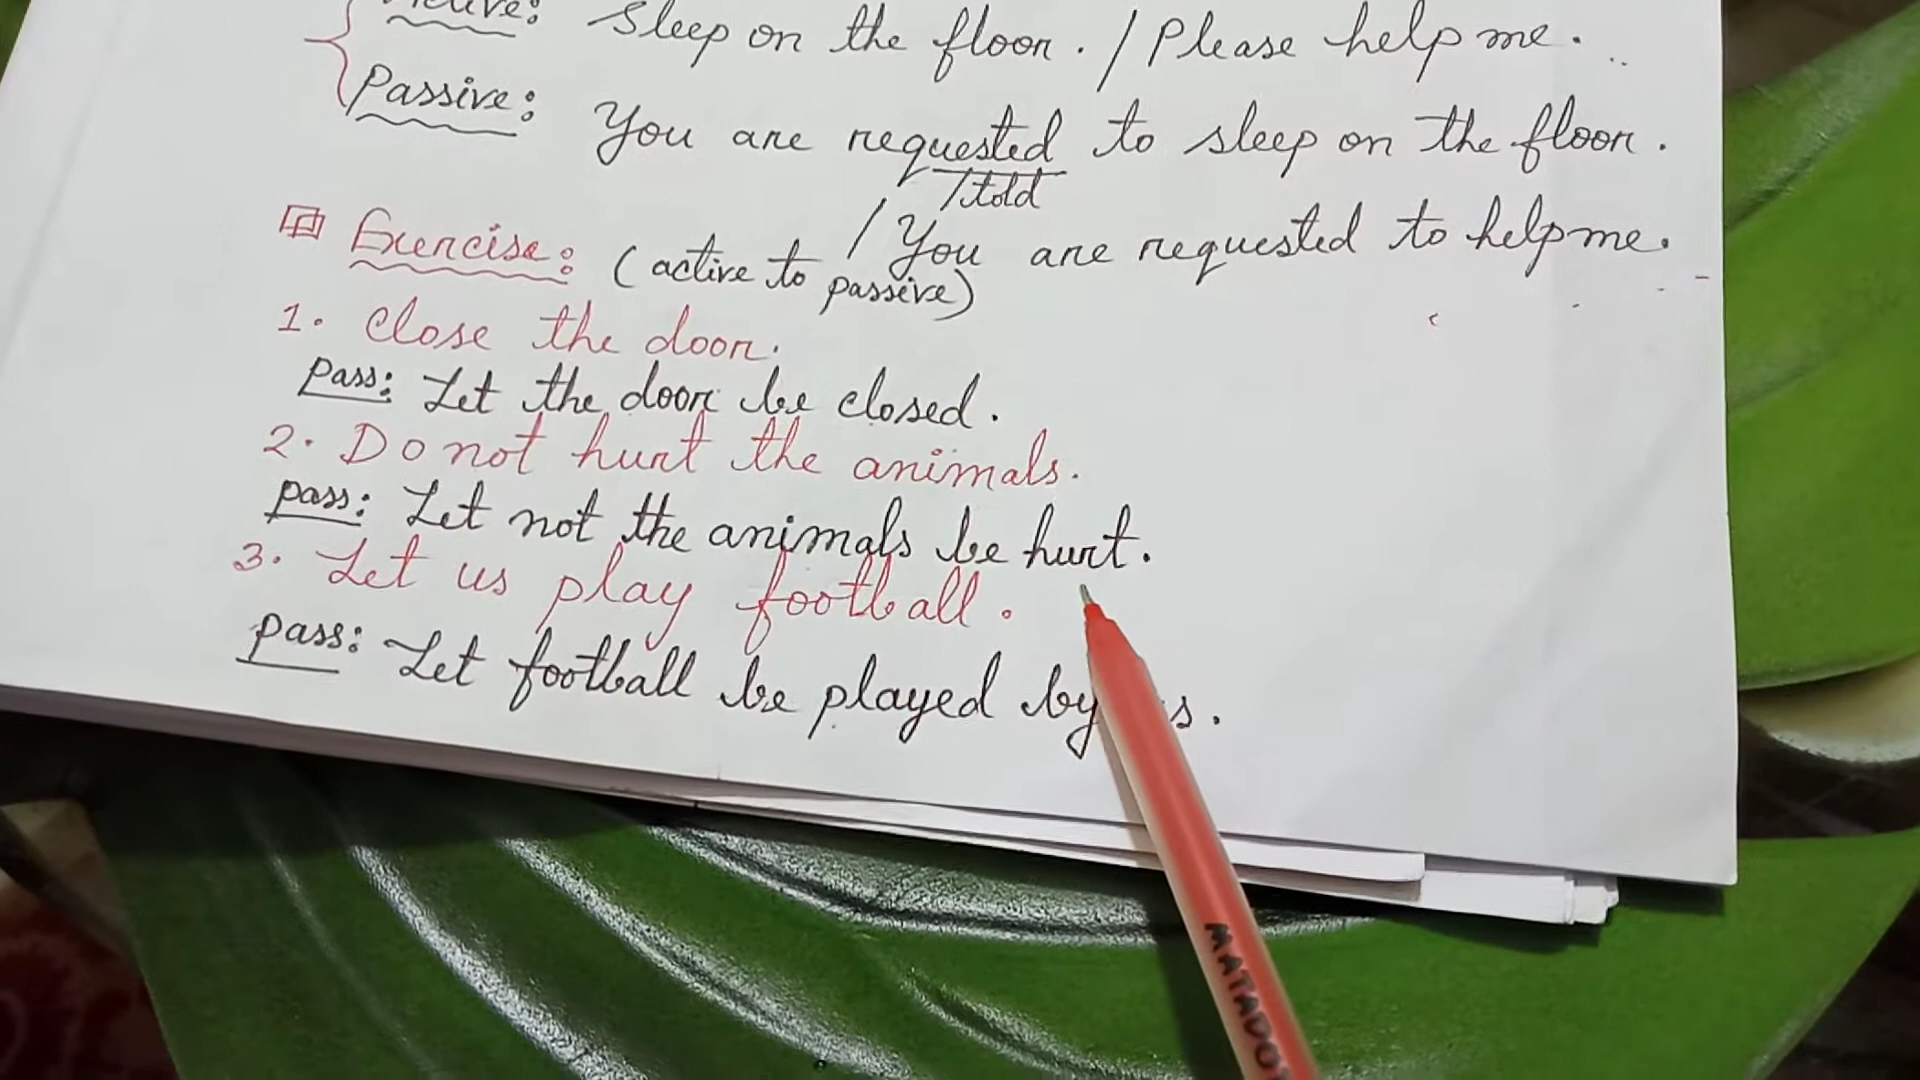 Active: Sleep on the floor. / Please help me.
Passive: You are requested to sleep on the floor.
/told
/ You are requested to help me.
Exercise: (active to passive)
1. Close the door.
Pass: Let the door be closed.
2. Do not hurt the animals.
Pass: Let not the animals be hurt.
3. Let us play football.
Pass: Let football be played by us.
MATADO